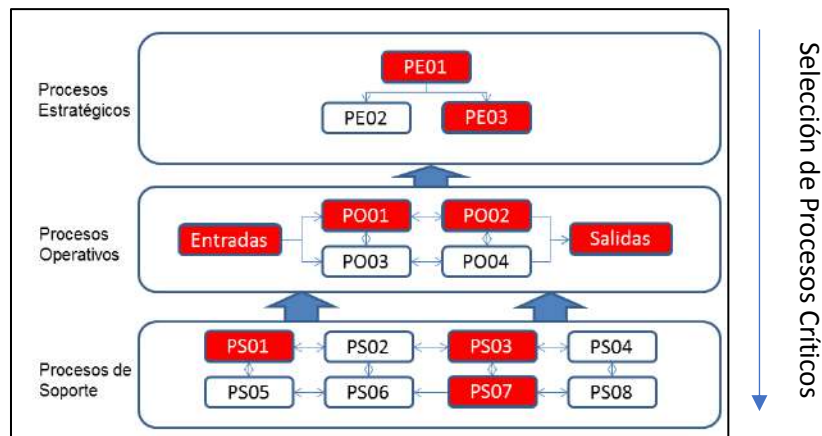 Procesos
Estratégicos
PE01
PE02
PE03
Procesos
Operativos
Entradas
PO01
PO02
PO03
PO04
Salidas
Procesos de
Soporte
PS01
PS02
PS03
PS04
PS05
PS06
PS07
PS08
Selección de Procesos Críticos